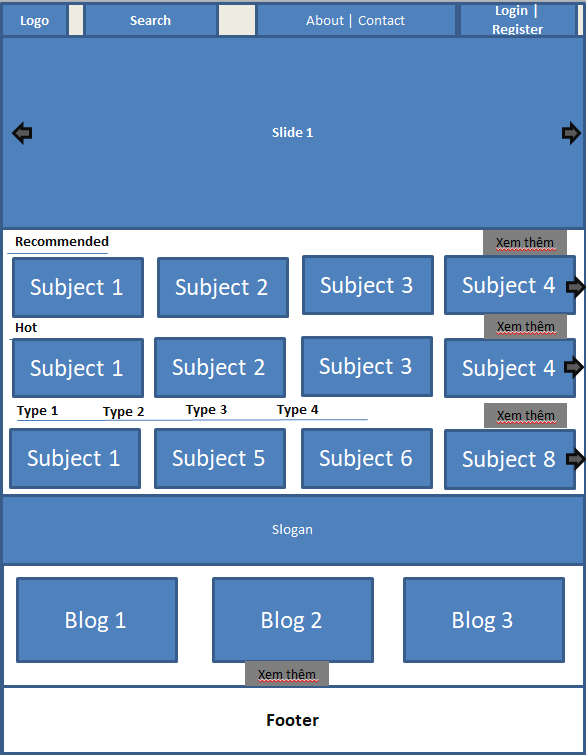 Logo
Search
About | Contact
Login |
Register
Slide 1
Recommended
Xem thêm
Subject 1
Subject 2
Subject 3
Subject 4
Hot
Xem thêm
Subject 1
Subject 2
Subject 3
Subject 4
Type 1
Type 2
Type 3
Type 4
Xem thêm
Subject 1
Subject 5
Subject 6
Subject 8
Slogan
Blog 1
Blog 2
Blog 3
Xem thêm
Footer